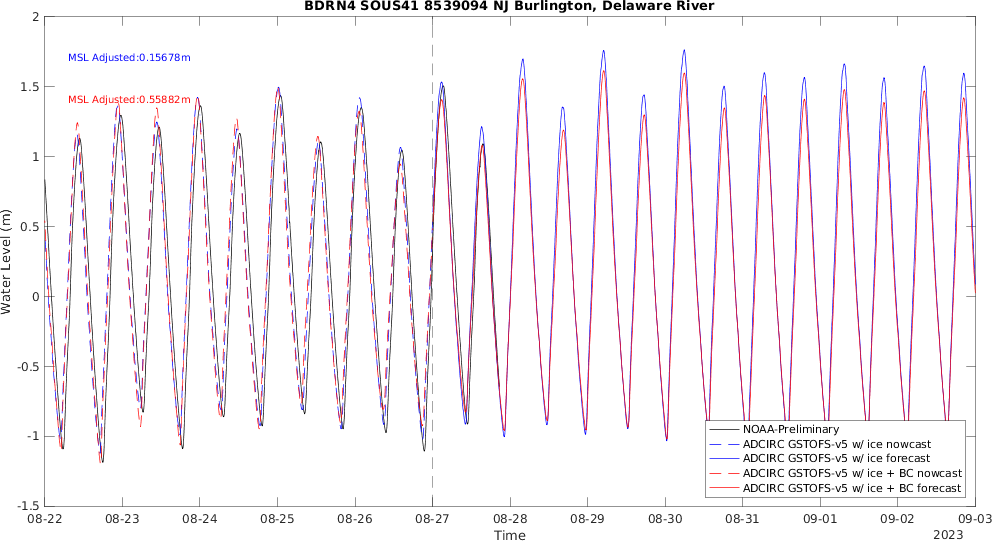 BDRN4 SOUS41 8539094 NJ Burlington, Delaware River
2
1.5
1
0.5
0
-0.5
-1
-1.5
Water Level (m)
MSL Adjusted:0.15678m
MSL Adjusted:0.55882m
NOAA-Preliminary
ADCIRC GSTOFS-v5 w/ ice nowcast
ADCIRC GSTOFS-v5 w/ ice forecast
ADCIRC GSTOFS-v5 w/ ice + BC nowcast
ADCIRC GSTOFS-v5 w/ ice + BC forecast
08-22 08-23 08-24 08-25 08-26 08-27 08-28 08-29 08-30 08-31 09-01 09-02 09-03
Time
2023